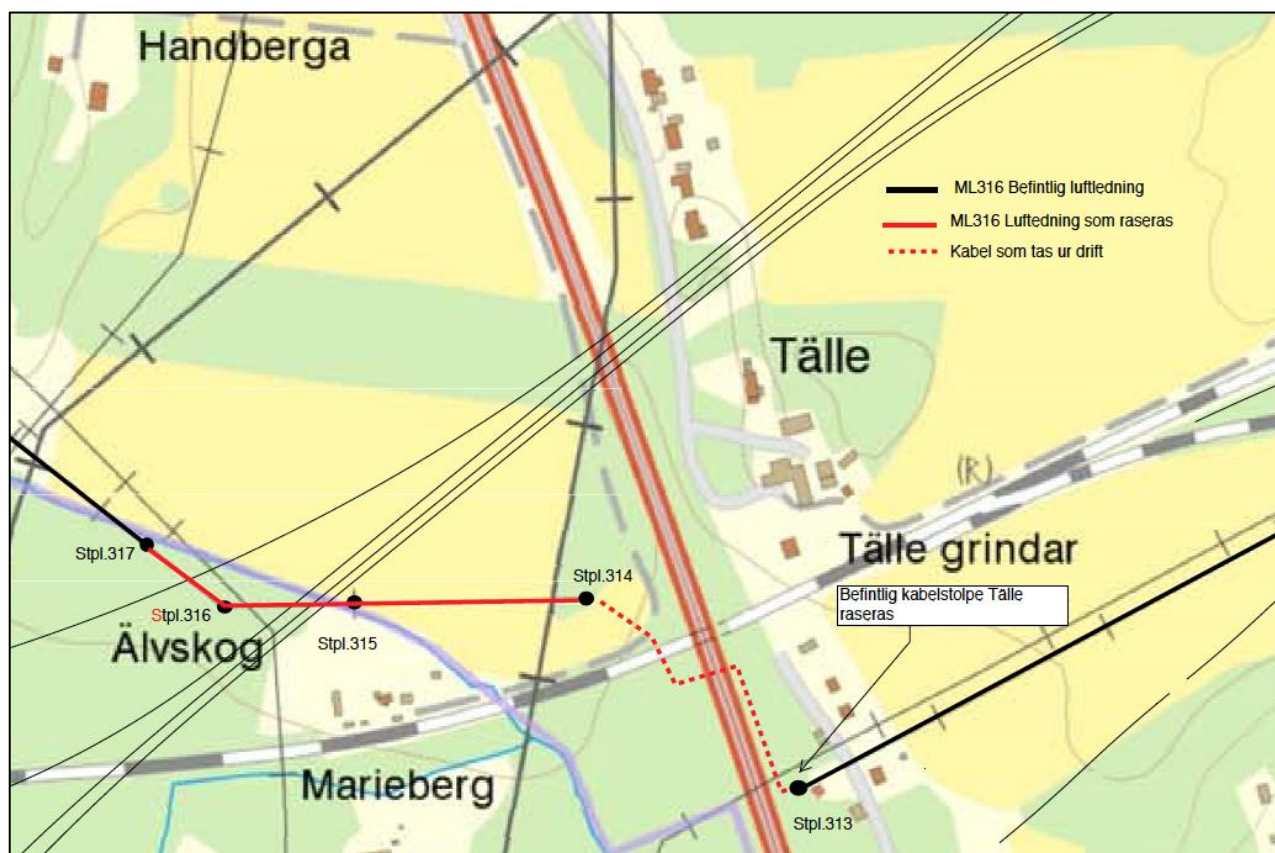 Handberga
ML316 Befintlig luftledning
ML316 Luftedning som raseras
Kabel som tas ur drift
Tälle
(R)
Stpl.317
Tälle grindar
Stpl.314
Befintlig kabelstolpe Tälle
raseras
Stpl.316
Stpl.315
Älvskog
Marieberg
Stpl.313